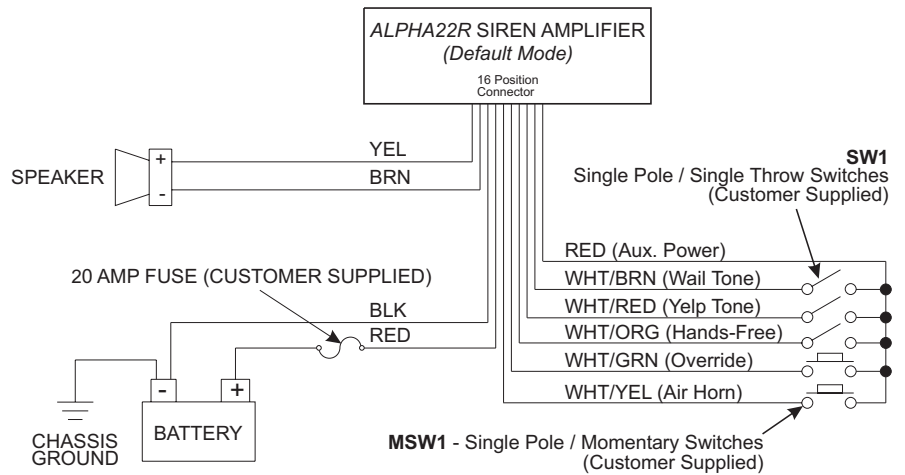 ALPHA22R SIREN AMPLIFIER
(Default Mode)
16 Position
Connector
YEL
BRN
SPEAKER
+
-
SW1
Single Pole / Single Throw Switches
(Customer Supplied)
RED (Aux. Power)
20 AMP FUSE (CUSTOMER SUPPLIED)
WHT/BRN (Wail Tone)
WHT/RED (Yelp Tone)
BLK
RED
WHT/ORG (Hands-Free)
WHT/GRN (Override)
WHT/YEL (Air Horn)
- +
BATTERY
CHASSIS
GROUND
MSW1 - Single Pole / Momentary Switches
(Customer Supplied)